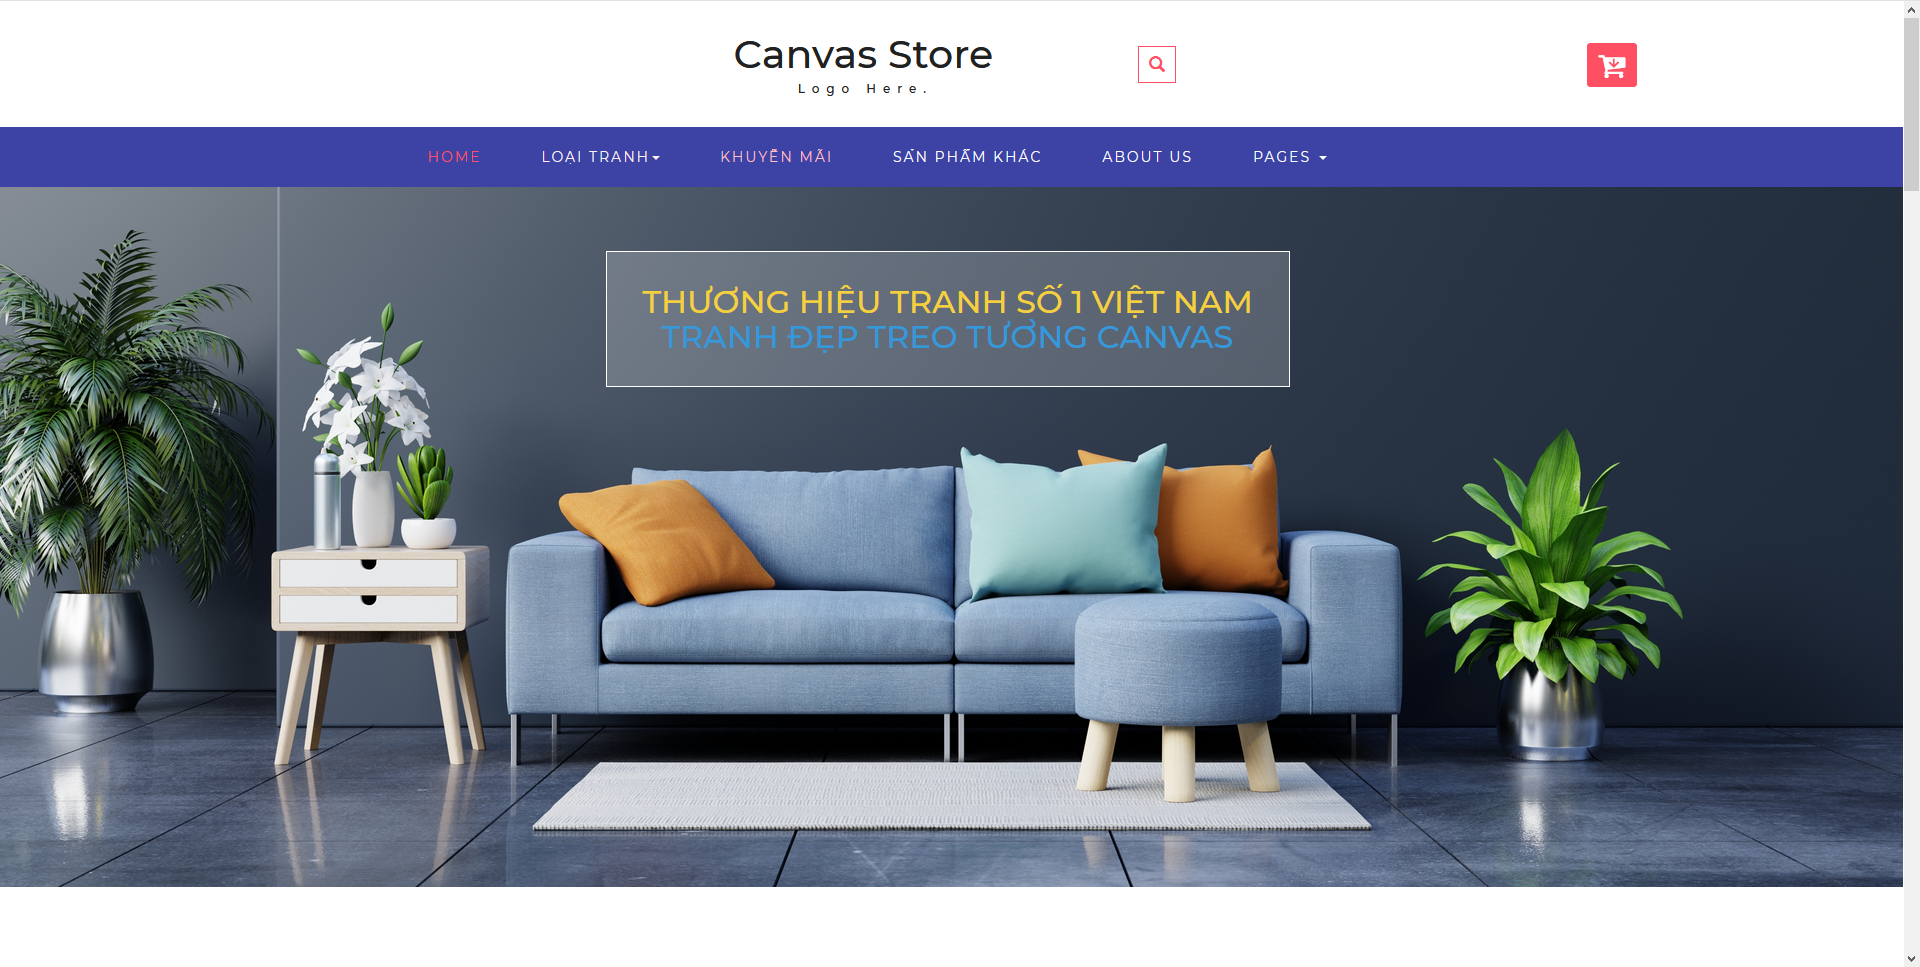 Canvas Store
Logo Here.
HOME LOẠI TRANH KHUYẾN MÃI SẢN PHẨM KHÁC ABOUT US PAGES
THƯƠNG HIỆU TRANH SỐ 1 VIỆT NAM
TRANH ĐẸP TREO TƯỜNG CANVAS